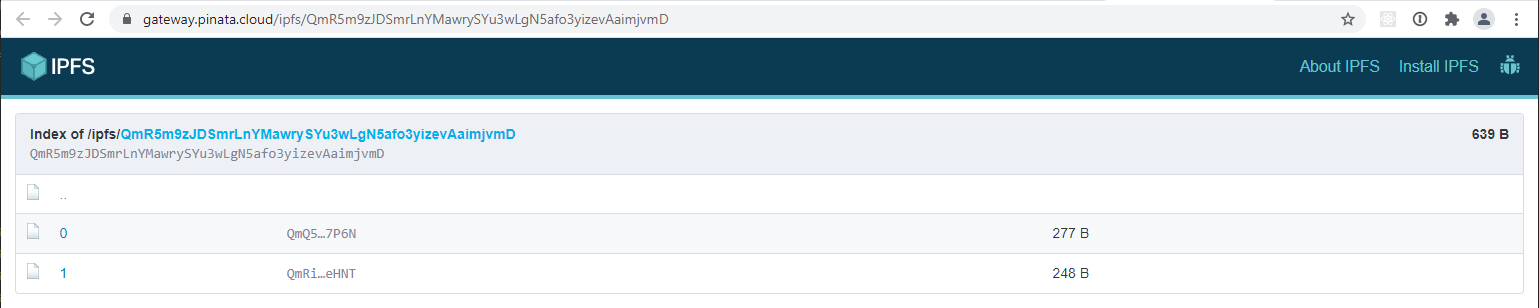 gateway.pinata.cloud/ipfs/QmR5m9zJDSmrLnYMawrySYu3wLgN5afo3yizevAaimjvmD
IPFS About IPFS Install IPFS
Index of /ipfs/QmR5m9zJDSmrLnYMawrySYu3wLgN5afo3yizevAaimjvmD 639 B
QmR5m9zJDSmrLnYMawrySYu3wLgN5afo3yizevAaimjvmD
..
0 QmQ5…7P6N 277 B
1 QmRi…eHNT 248 B